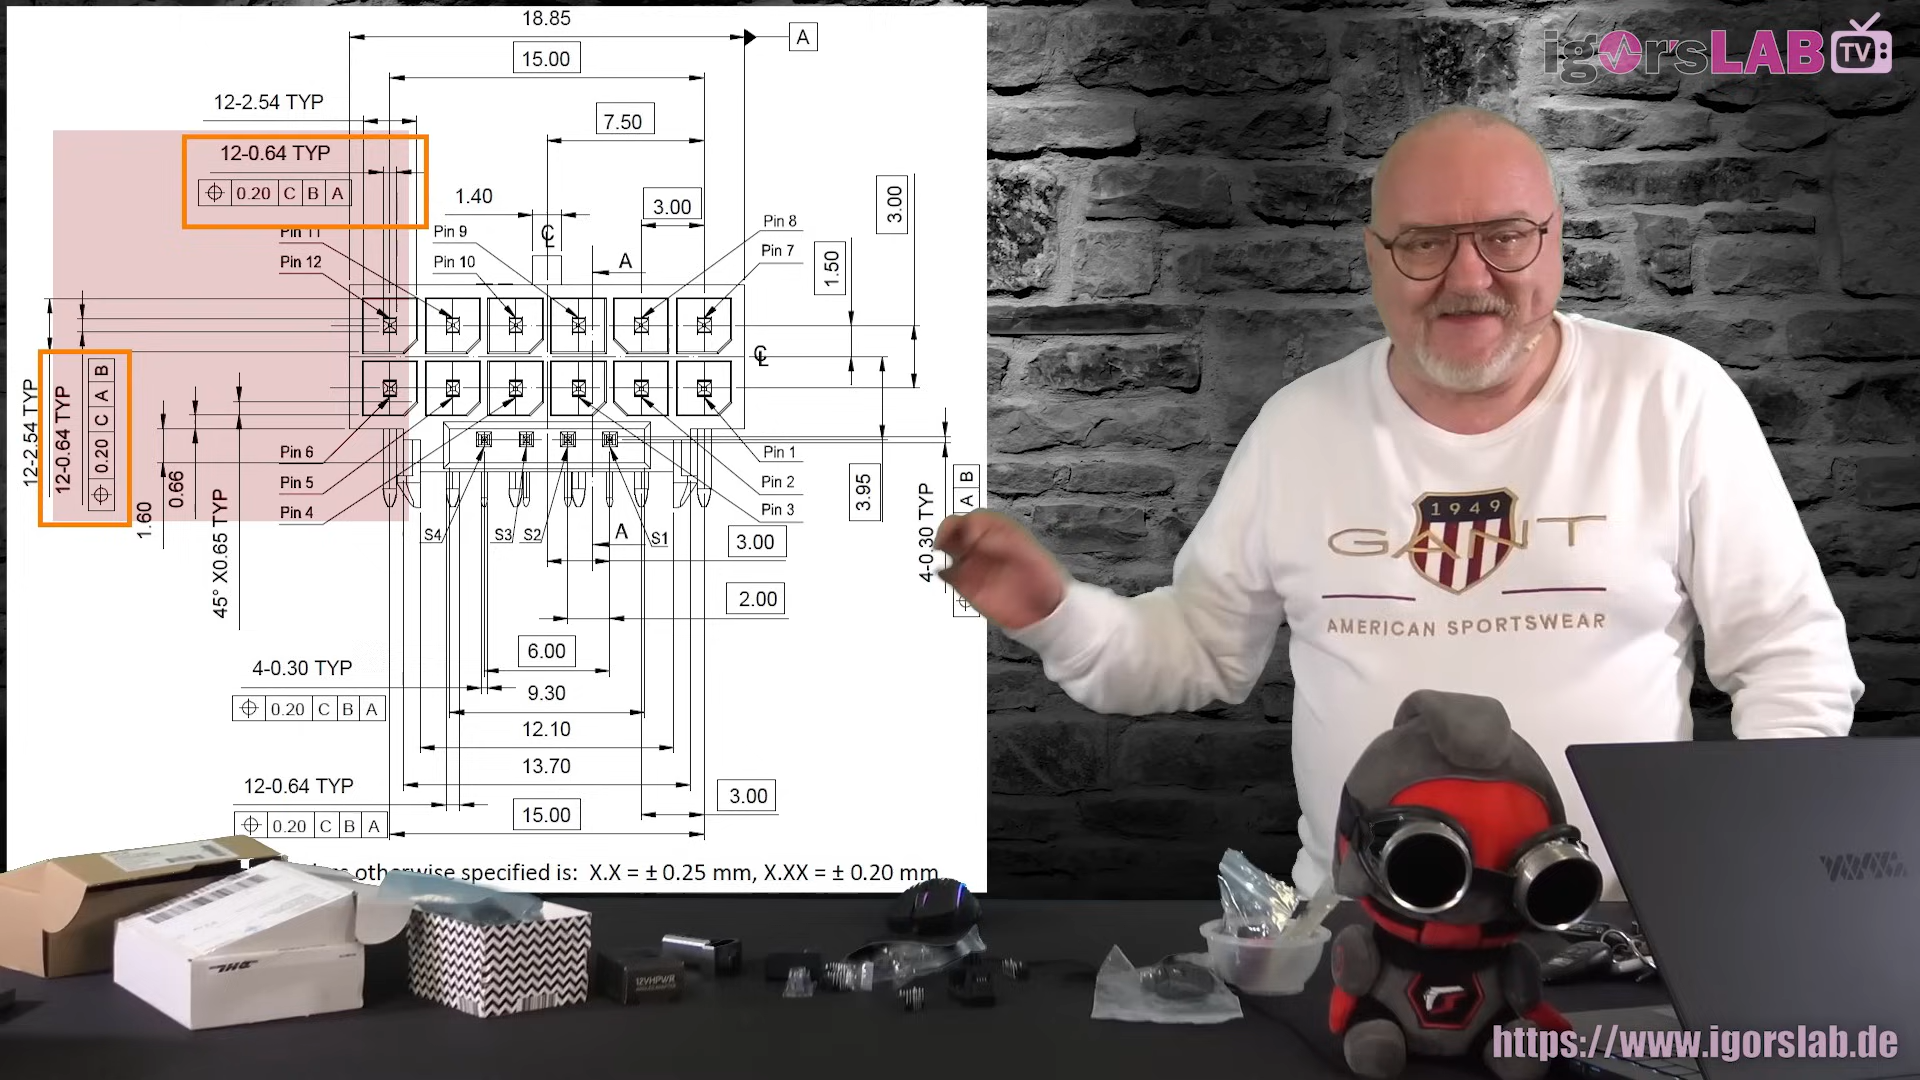 18.85
A
15.00
12-2.54 TYP
7.50
12-0.64 TYP
0.20 C B A
1.40
3.00
3.00
Pin 11
Pin 9
Pin 8
Pin 12
Pin 10
A
Pin 7
1.50
12-2.54 TYP
12-0.64 TYP
0.20 C A B
1.60
0.66
45° X0.65 TYP
Pin 6
Pin 5
Pin 4
Pin 1
Pin 2
Pin 3
3.95
S4
S3
S2
A
S1
3.00
4-0.30 TYP
A B
2.00
6.00
4-0.30 TYP
0.20 C B A
9.30
12.10
13.70
12-0.64 TYP
0.20 C B A
15.00
3.00
otherwise specified is: X.X = ± 0.25 mm, X.XX = ± 0.20 mm
igor'sLAB TV
1949
GANT
AMERICAN SPORTSWEAR
DHL
12VHPWR
https://www.igorslab.de